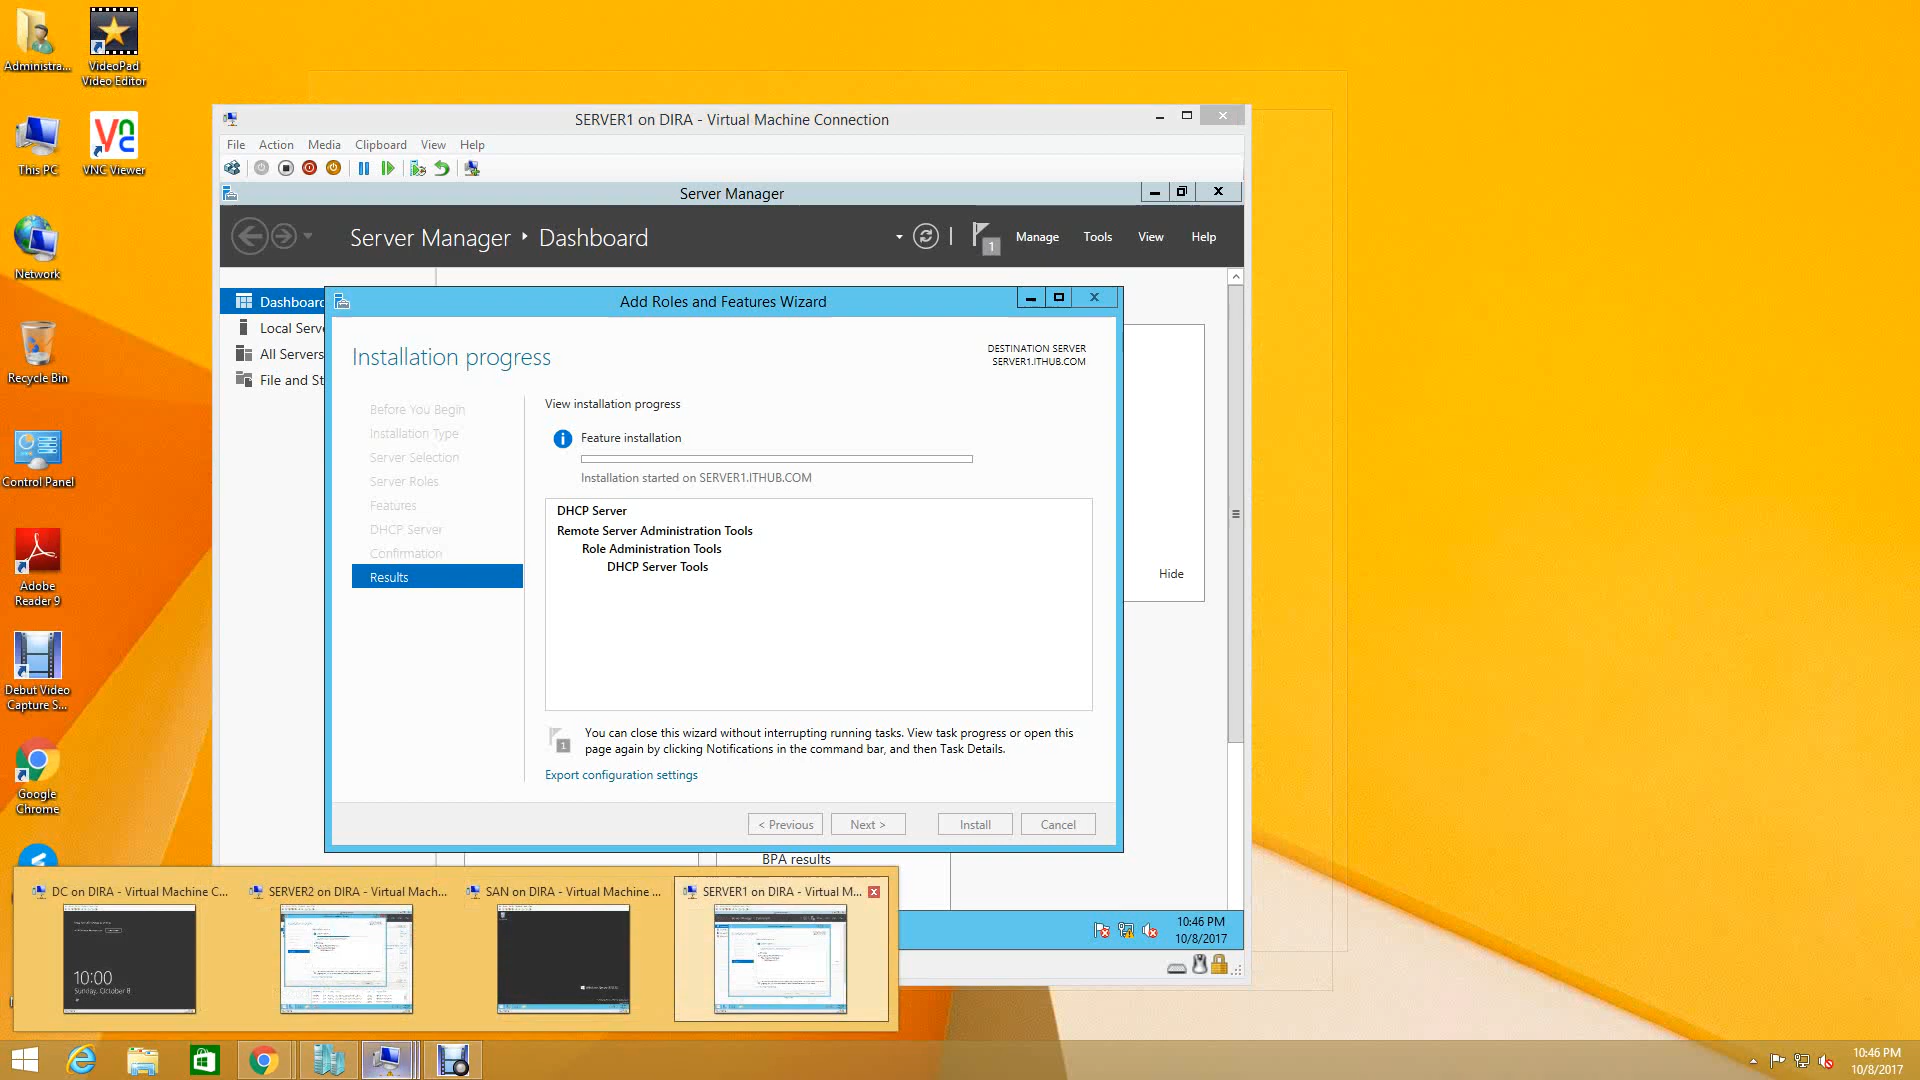 Administra...
VideoPad
Video Editor
This PC
VNC Viewer
Network
Recycle Bin
Control Panel
Adobe
Reader 9
Debut Video
Capture S...
Google
Chrome
SERVER1 on DIRA - Virtual Machine Connection
File Action Media Clipboard View Help
Server Manager
Server Manager Dashboard
1
Manage Tools View Help
Dashboard
Local Serve
All Servers
File and St
Add Roles and Features Wizard
Installation progress
DESTINATION SERVER
SERVER1.ITHUB.COM
Before You Begin
Installation Type
Server Selection
Server Roles
Features
DHCP Server
Confirmation
Results
View installation progress
Feature installation
Installation started on SERVER1.ITHUB.COM
DHCP Server
Remote Server Administration Tools
Role Administration Tools
DHCP Server Tools
Hide
1
You can close this wizard without interrupting running tasks. View task progress or open this
page again by clicking Notifications in the command bar, and then Task Details.
Export configuration settings
< Previous Next > Install Cancel
BPA results
DC on DIRA - Virtual Machine C...
SERVER2 on DIRA - Virtual Mach...
SAN on DIRA - Virtual Machine ...
SERVER1 on DIRA - Virtual M...
10:00
Sunday, October 8
10:46 PM
10/8/2017
10:46 PM
10/8/2017